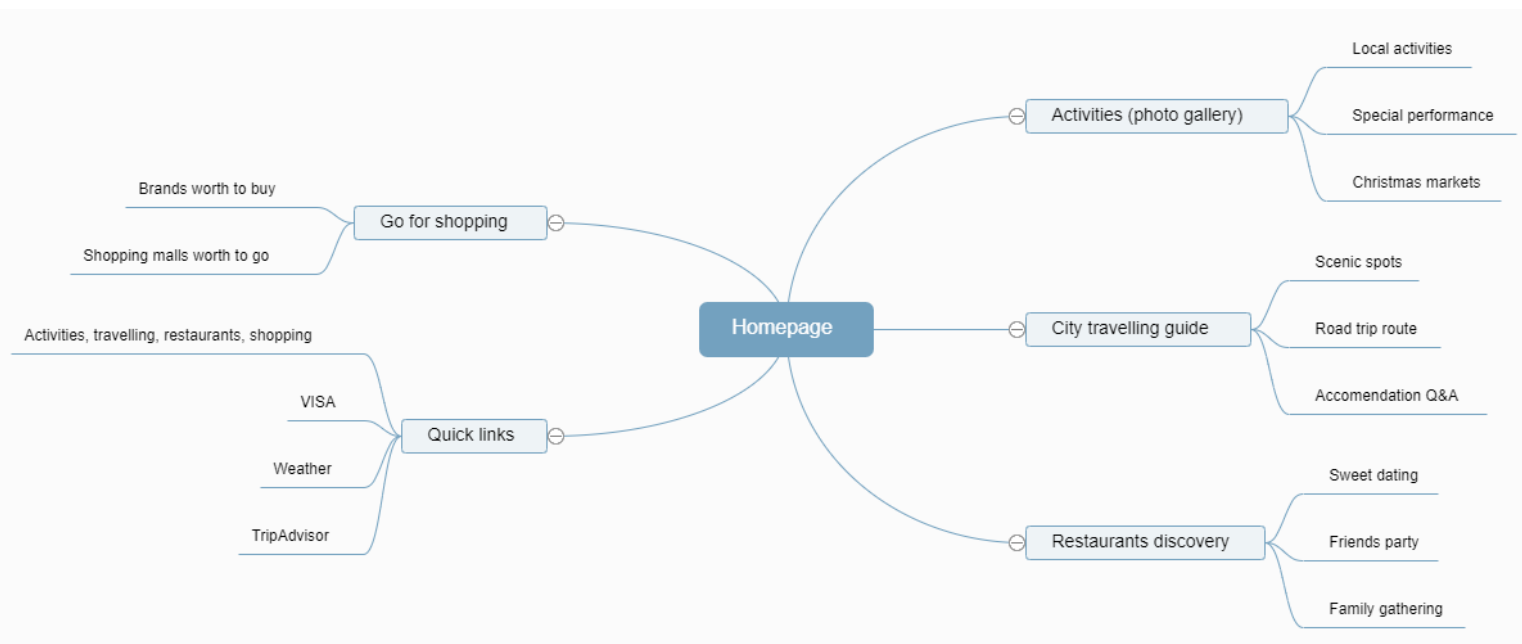 Homepage
Activities (photo gallery)
Local activities
Special performance
Christmas markets
City travelling guide
Scenic spots
Road trip route
Accomendation Q&A
Restaurants discovery
Sweet dating
Friends party
Family gathering
Go for shopping
Brands worth to buy
Shopping malls worth to go
Quick links
Activities, travelling, restaurants, shopping
VISA
Weather
TripAdvisor